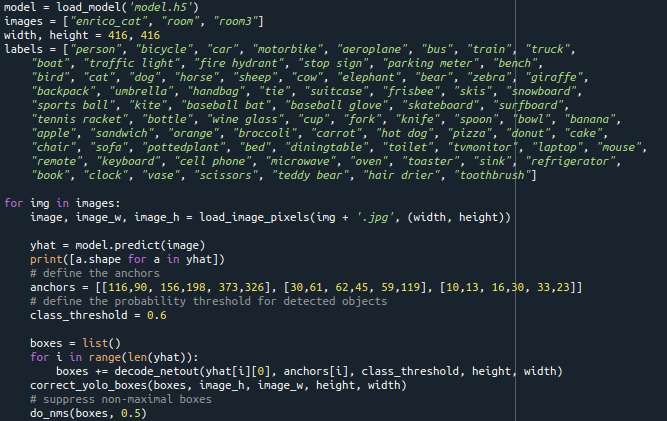 model = load_model('model.h5')
images = ["enrico_cat", "room", "room3"]
width, height = 416, 416
labels = ["person", "bicycle", "car", "motorbike", "aeroplane", "bus", "train", "truck",
"boat", "traffic light", "fire hydrant", "stop sign", "parking meter", "bench",
"bird", "cat", "dog", "horse", "sheep", "cow", "elephant", "bear", "zebra", "giraffe",
"backpack", "umbrella", "handbag", "tie", "suitcase", "frisbee", "skis", "snowboard",
"sports ball", "kite", "baseball bat", "baseball glove", "skateboard", "surfboard",
"tennis racket", "bottle", "wine glass", "cup", "fork", "knife", "spoon", "bowl", "banana",
"apple", "sandwich", "orange", "broccoli", "carrot", "hot dog", "pizza", "donut", "cake",
"chair", "sofa", "pottedplant", "bed", "diningtable", "toilet", "tvmonitor", "laptop", "mouse",
"remote", "keyboard", "cell phone", "microwave", "oven", "toaster", "sink", "refrigerator",
"book", "clock", "vase", "scissors", "teddy bear", "hair drier", "toothbrush"]
for img in images:
image, image_w, image_h = load_image_pixels(img + '.jpg', (width, height))
yhat = model.predict(image)
print([a.shape for a in yhat])
# define the anchors
anchors = [[116,90, 156,198, 373,326], [30,61, 62,45, 59,119], [10,13, 16,30, 33,23]]
# define the probability threshold for detected objects
class_threshold = 0.6
boxes = list()
for i in range(len(yhat)):
boxes += decode_netout(yhat[i][0], anchors[i], class_threshold, height, width)
correct_yolo_boxes(boxes, image_h, image_w, height, width)
# suppress non-maximal boxes
do_nms(boxes, 0.5)